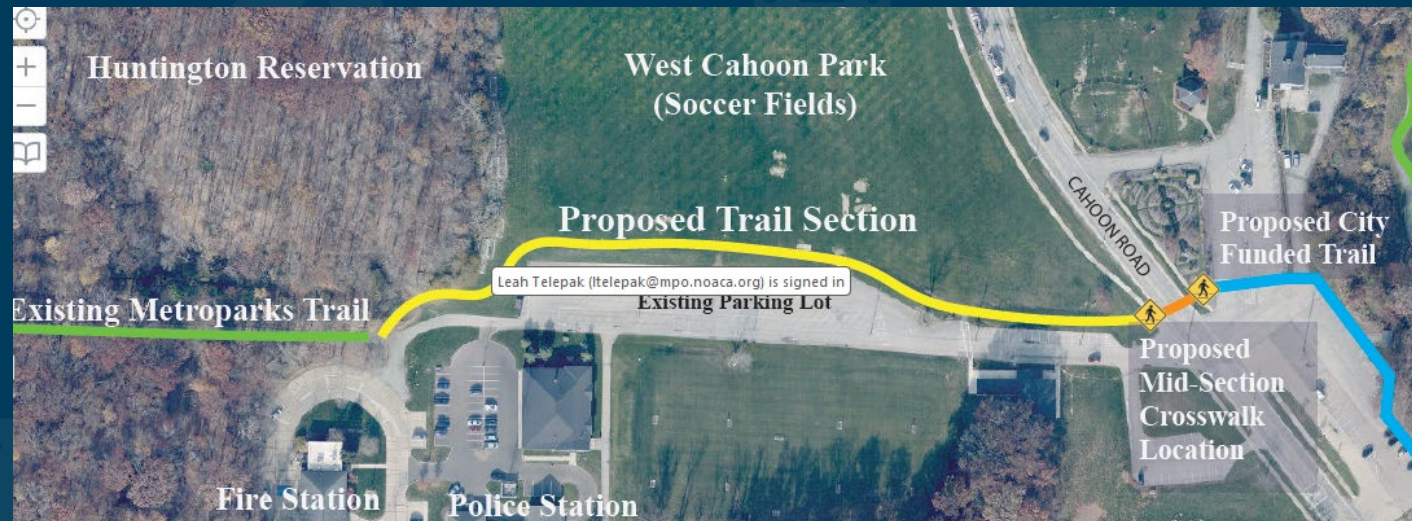 Huntington Reservation
West Cahoon Park
(Soccer Fields)
CAHOON ROAD
Proposed Trail Section
Proposed City
Funded Trail
Leah Telepak (ltelepak@mpo.noaca.org) is signed in
Existing Parking Lot
Existing Metroparks Trail
Proposed
Mid-Section
Crosswalk
Location
Fire Station
Police Station